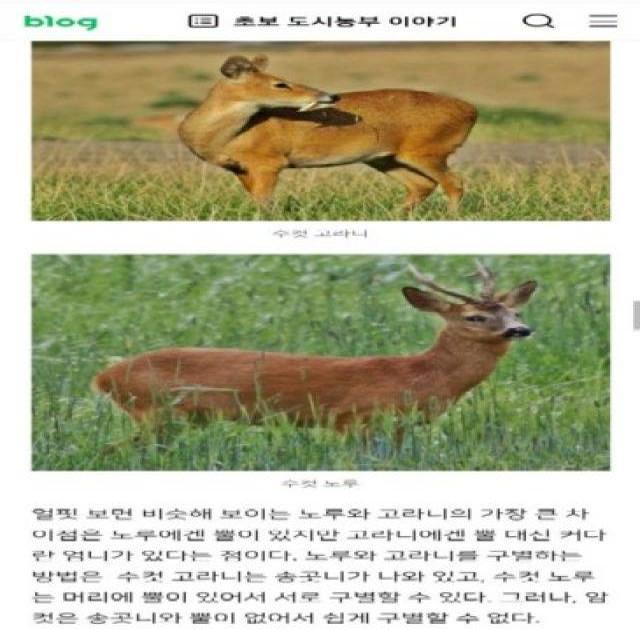 blog
초보 도시농부 이야기
수컷 고라니
수컷 노루
얼핏 보면 비슷해 보이는 노루와 고라니의 가장 큰 차
이점은 노루에겐 뿔이 있지만 고라니에겐 뿔 대신 커다
란 엄니가 있다는 점이다. 노루와 고라니를 구별하는
방법은 수컷 고라니는 송곳니가 나와 있고, 수컷 노루
는 머리에 뿔이 있어서 서로 구별할 수 있다. 그러나, 암
컷은 송곳니와 뿔이 없어서 쉽게 구별할 수 없다.